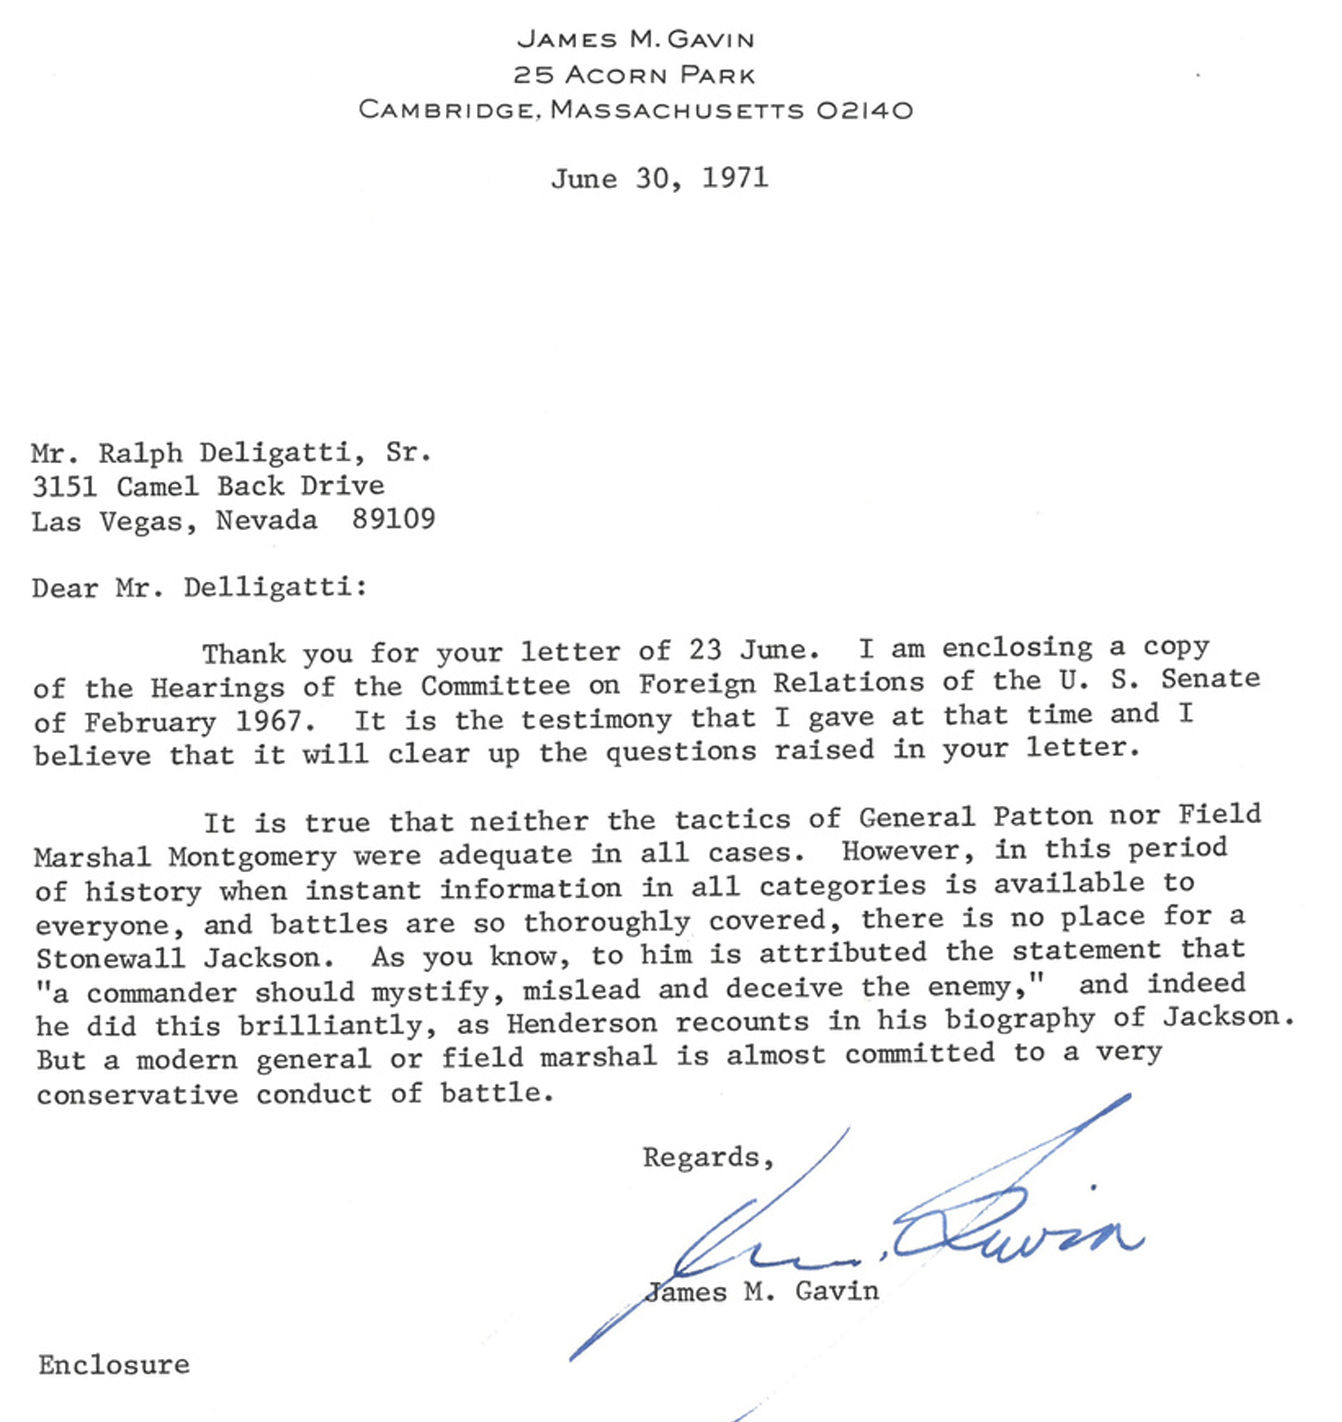 JAMES M. GAVIN
25 ACORN PARK
CAMBRIDGE, MASSACHUSETTS 02140
June 30, 1971
Mr. Ralph Deligatti, Sr.
3151 Camel Back Drive
Las Vegas, Nevada  89109
Dear Mr. Delligatti:
Thank you for your letter of 23 June.  I am enclosing a copy
of the Hearings of the Committee on Foreign Relations of the U. S. Senate
of February 1967.  It is the testimony that I gave at that time and I
believe that it will clear up the questions raised in your letter.
It is true that neither the tactics of General Patton nor Field
Marshal Montgomery were adequate in all cases.  However, in this period
of history when instant information in all categories is available to
everyone, and battles are so thoroughly covered, there is no place for a
Stonewall Jackson.  As you know, to him is attributed the statement that
"a commander should mystify, mislead and deceive the enemy,"  and indeed
he did this brilliantly, as Henderson recounts in his biography of Jackson.
But a modern general or field marshal is almost committed to a very
conservative conduct of battle.
Regards,
Jim Gavin
James M. Gavin
Enclosure